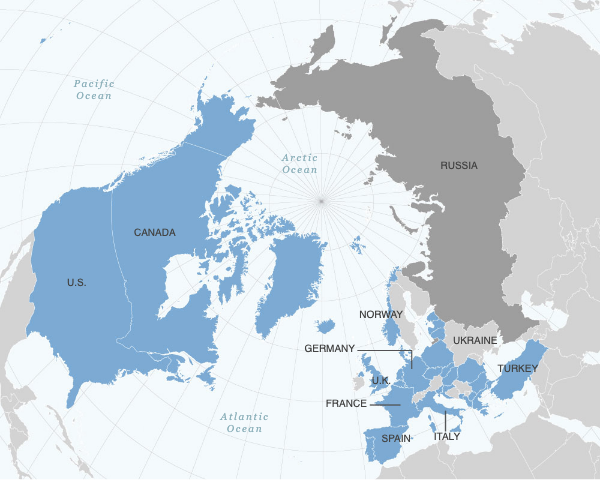 Pacific
Ocean
Arctic
Ocean
RUSSIA
CANADA
U.S.
NORWAY
UKRAINE
GERMANY
TURKEY
U.K.
FRANCE
Atlantic
Ocean
SPAIN
ITALY